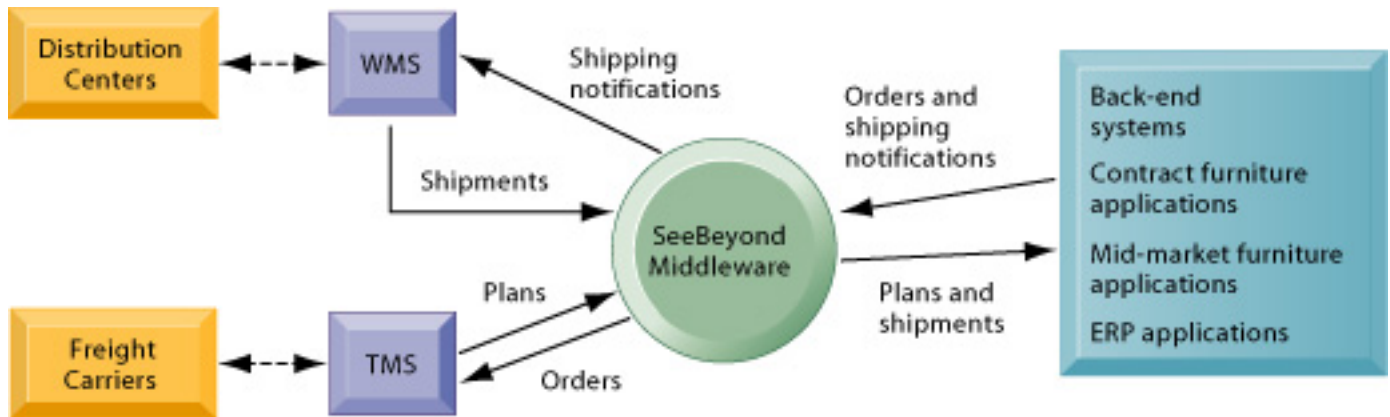 Distribution
Centers
WMS
Shipping
notifications
Shipments
Orders and
shipping
notifications
Back-end
systems
Contract furniture
applications
Mid-market furniture
applications
ERP applications
SeeBeyond
Middleware
Plans and
shipments
Plans
Orders
Freight
Carriers
TMS